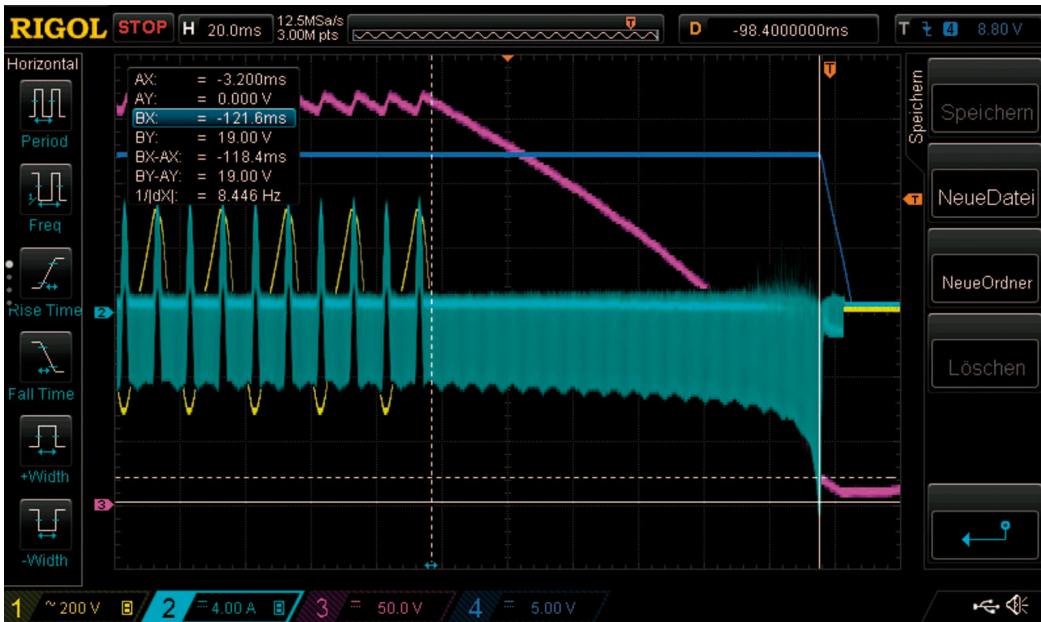 RIGOL STOP H 20.0ms 12.5MSa/s 3.00M pts T D -98.4000000ms T 4 8.80 V
Horizontal
Period
Freq
Rise Time
Fall Time
+Width
-Width
AX: = -3.200ms
AY: = 0.000 V
BX: = -121.6ms
BY: = 19.00 V
BX-AX: = -118.4ms
BY-AY: = 19.00 V
1/|dX|: = 8.446 Hz
T
T
2
3
Speichern
Speichern
NeueDatei
NeueOrdner
Löschen
1 ~ 200 V B 2 = 4.00 A B 3 = 50.0 V 4 = 5.00 V